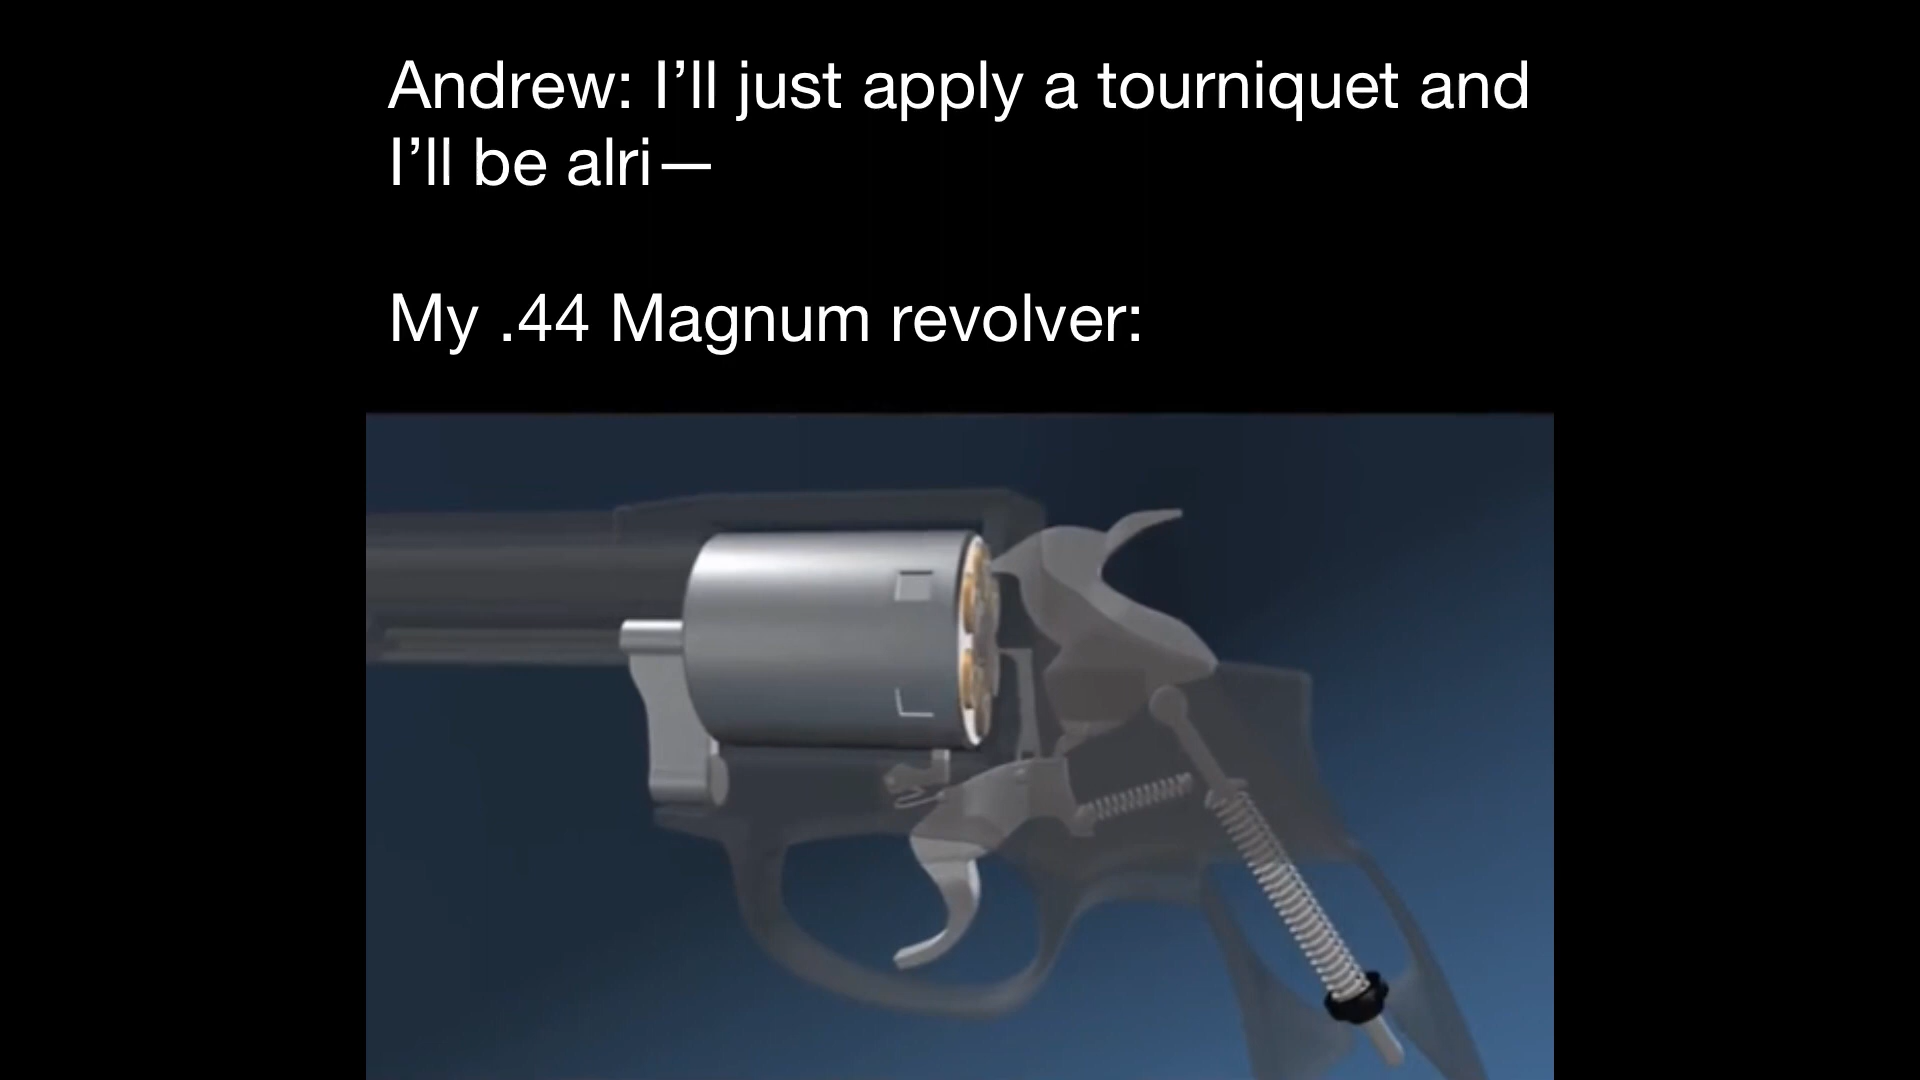 Andrew: I’ll just apply a tourniquet and
I’ll be alri—
My .44 Magnum revolver: